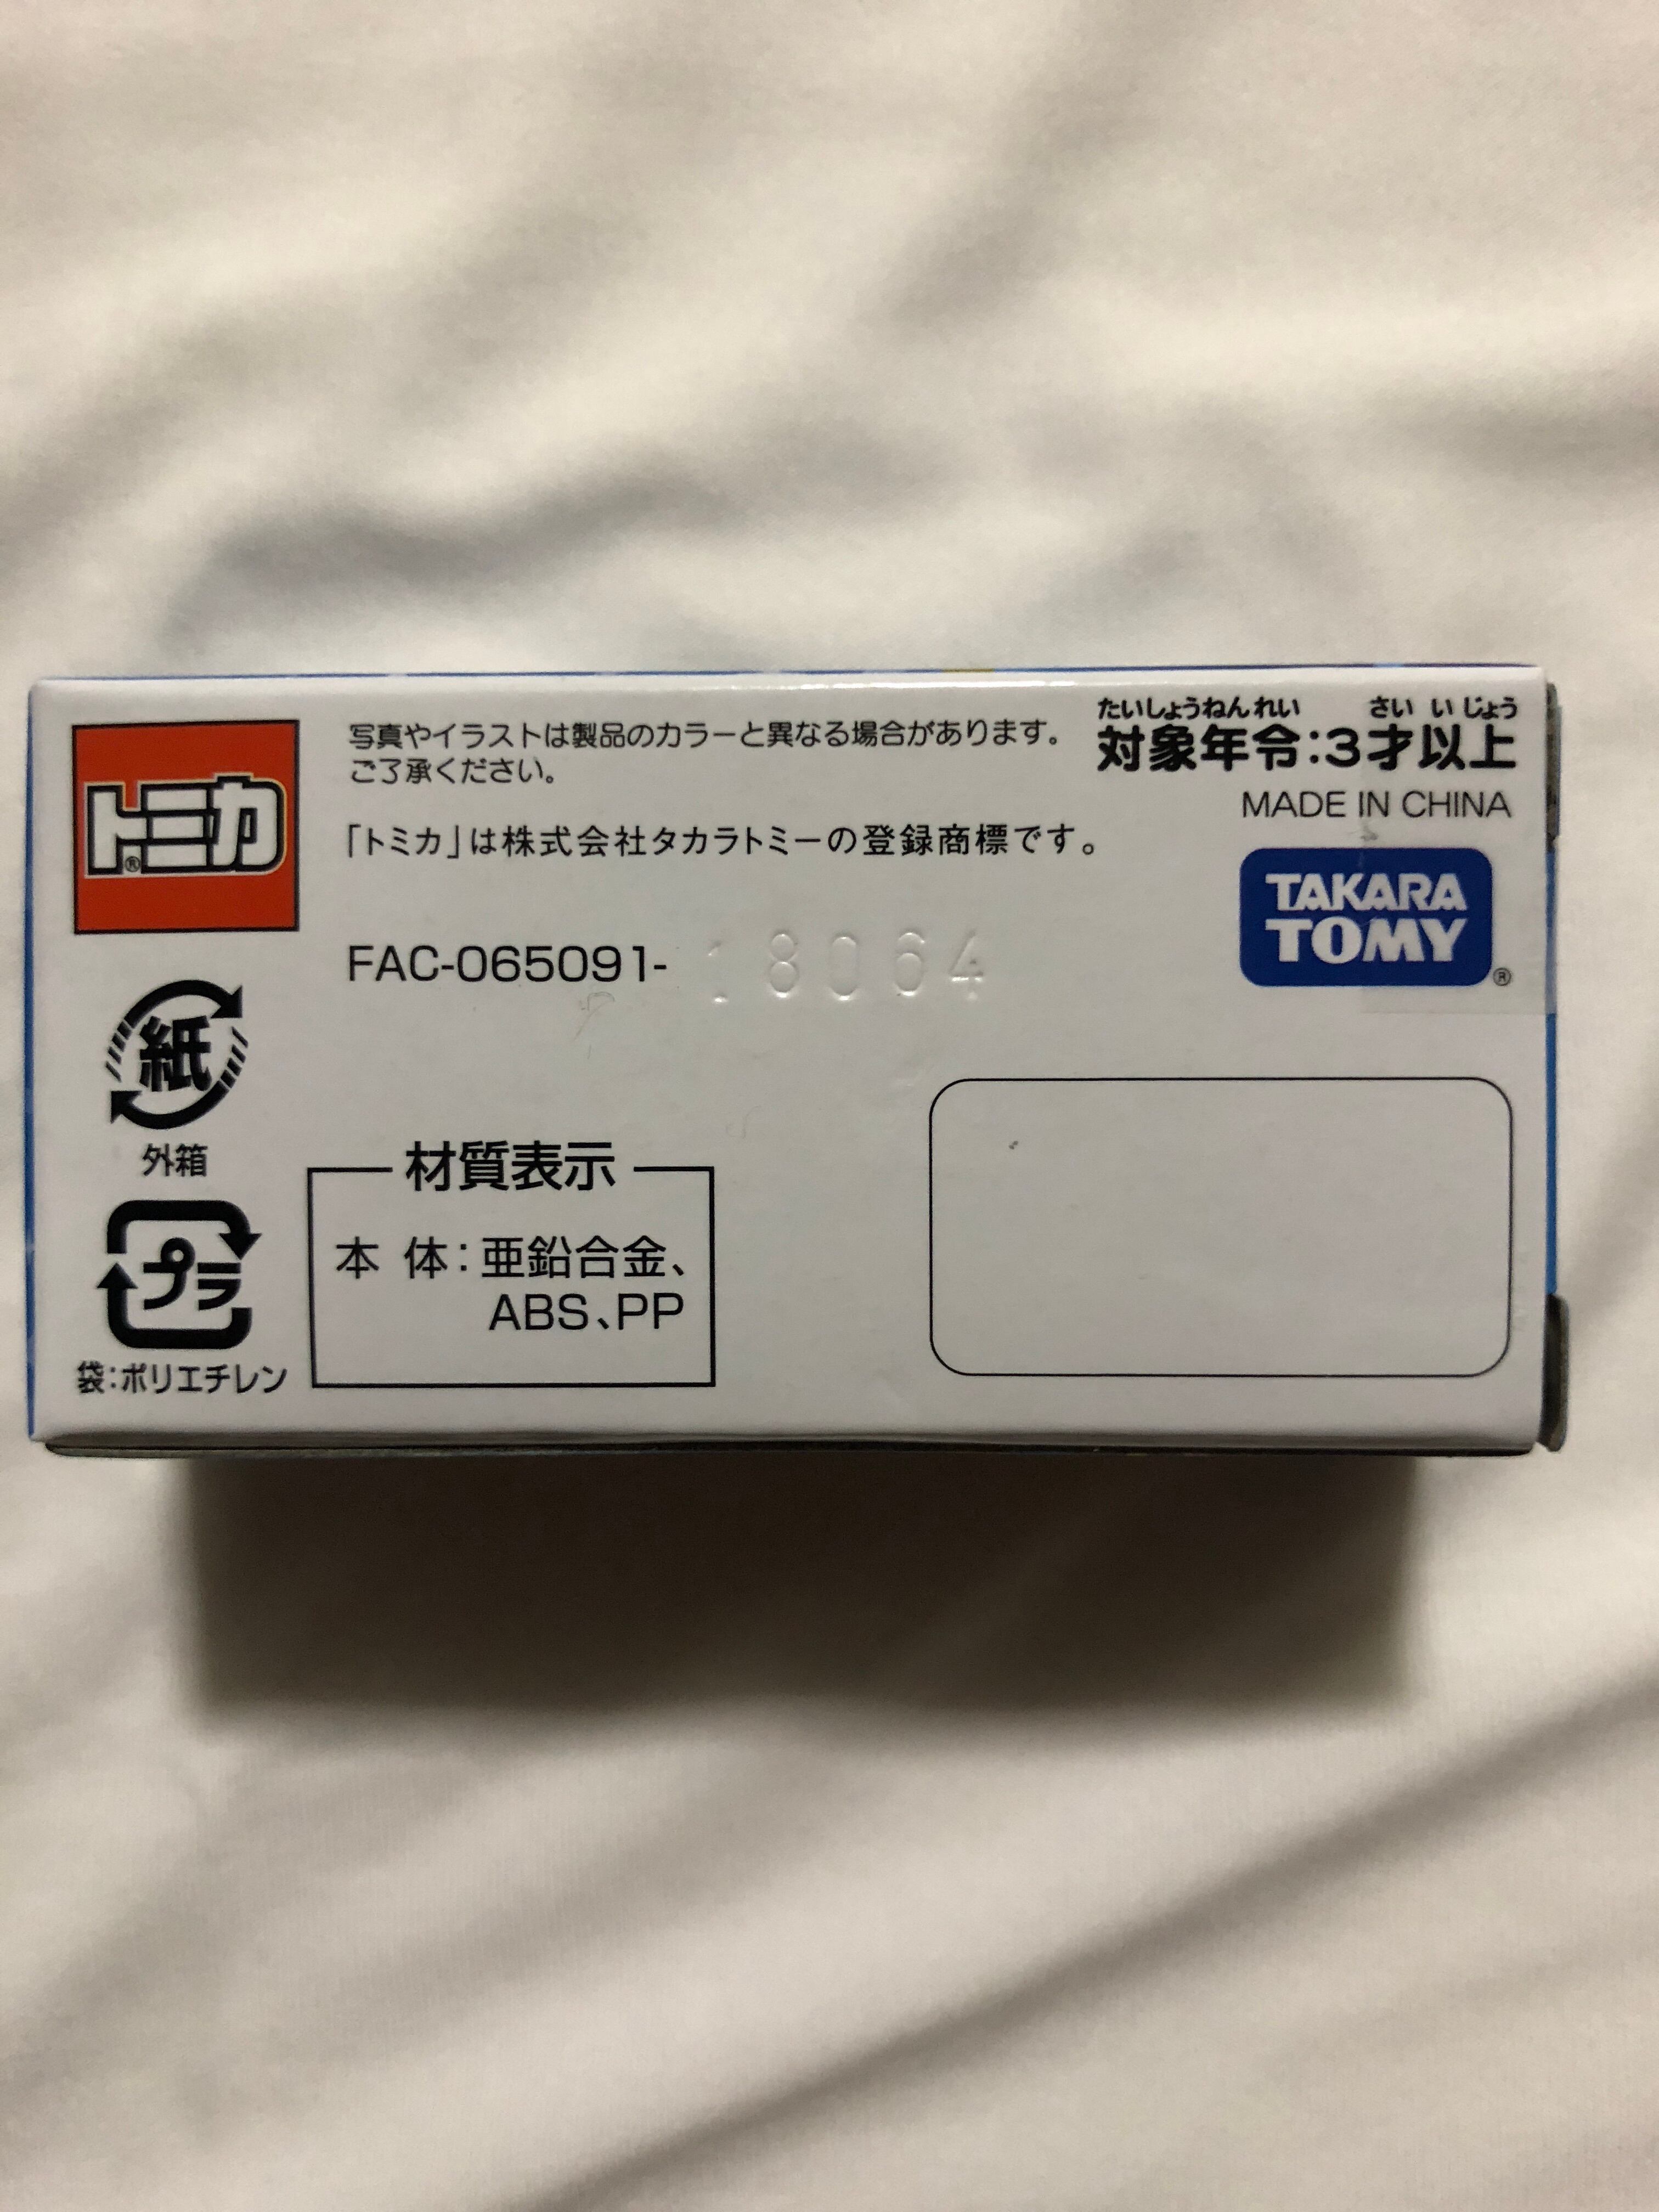 トミカ®
写真やイラストは製品のカラーと異なる場合があります。
ご了承ください。
「トミカ」は株式会社タカラトミーの登録商標です。
FAC-065091- 18064
たいしょうねんれい さい い じょう
対象年令:3才以上
MADE IN CHINA
TAKARA
TOMY®
紙
外箱
プラ
袋:ポリエチレン
材質表示
本 体:亜鉛合金、
ABS、PP